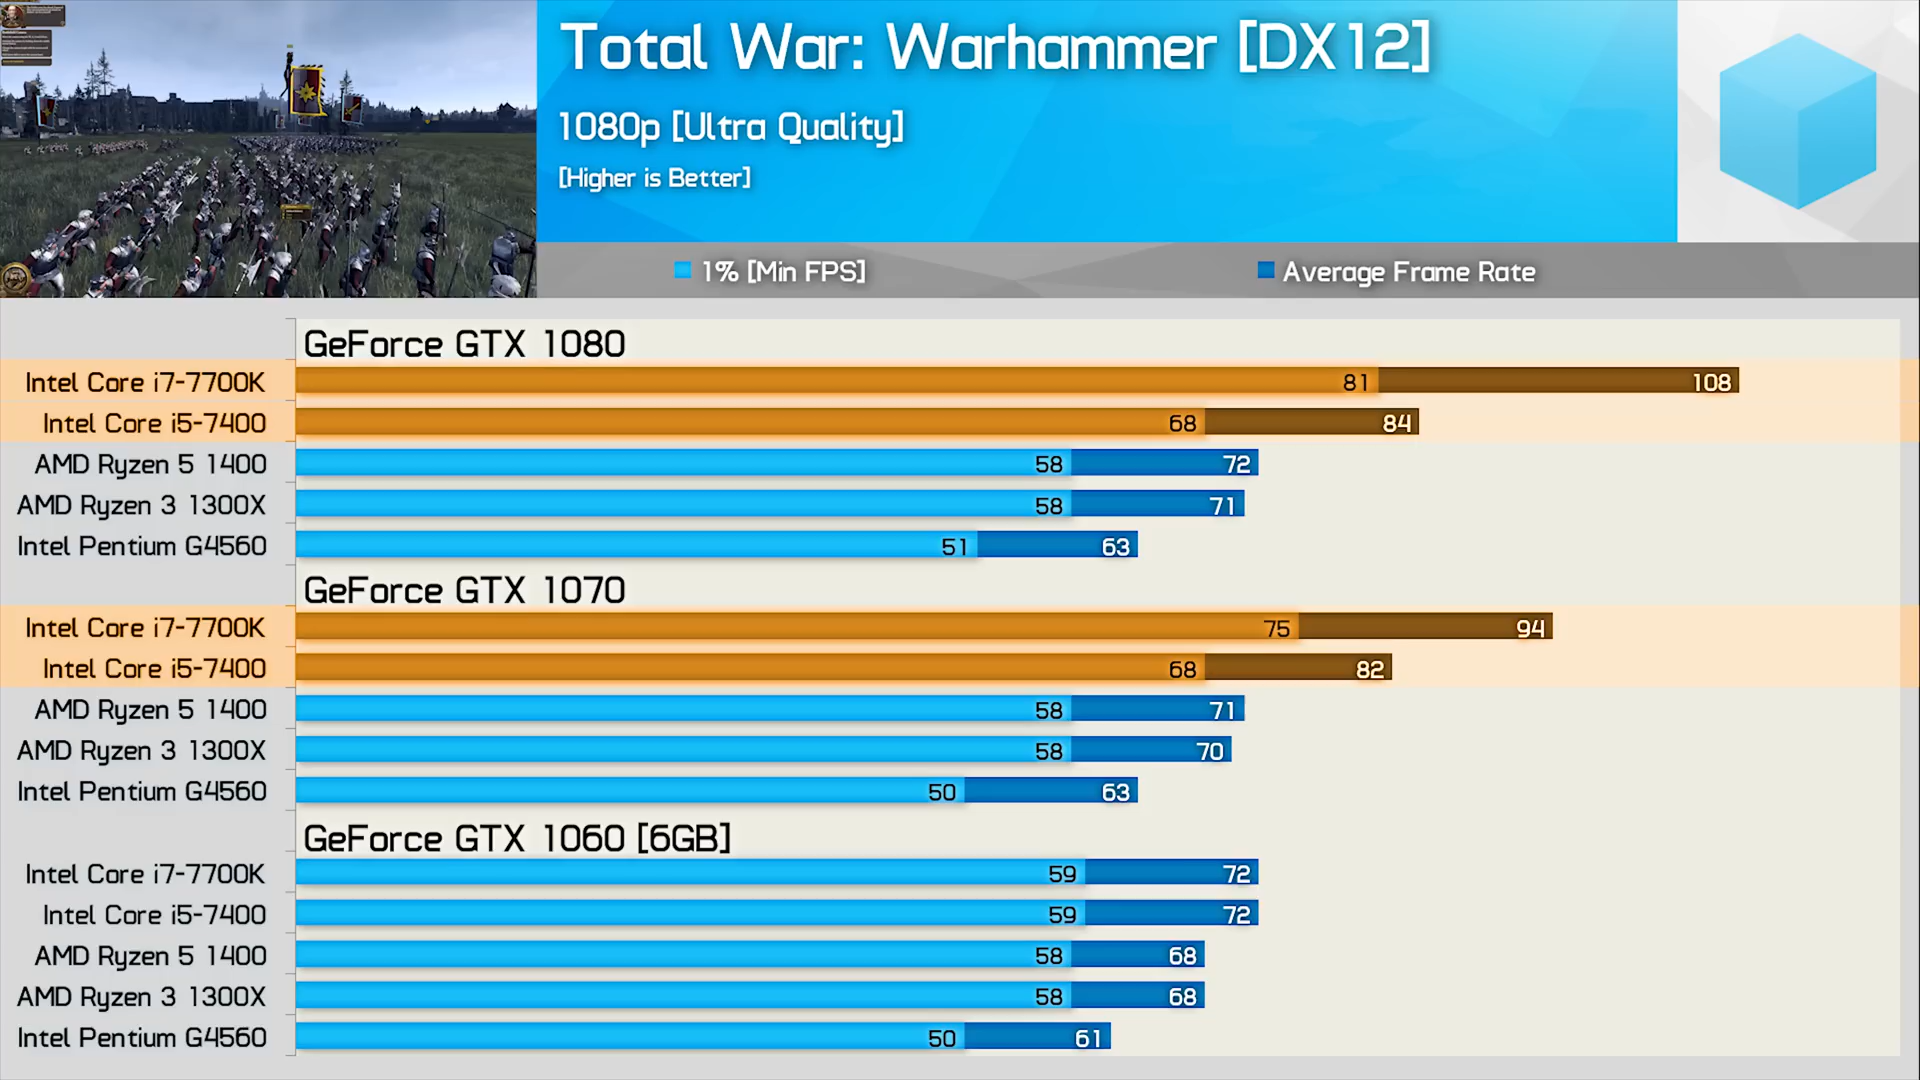 Total War: Warhammer [DX12]
1080p [Ultra Quality]
[Higher is Better]
1% [Min FPS]
Average Frame Rate
GeForce GTX 1080
Intel Core i7-7700K 81 108
Intel Core i5-7400 68 84
AMD Ryzen 5 1400 58 72
AMD Ryzen 3 1300X 58 71
Intel Pentium G4560 51 63
GeForce GTX 1070
Intel Core i7-7700K 75 94
Intel Core i5-7400 68 82
AMD Ryzen 5 1400 58 71
AMD Ryzen 3 1300X 58 70
Intel Pentium G4560 50 63
GeForce GTX 1060 [6GB]
Intel Core i7-7700K 59 72
Intel Core i5-7400 59 72
AMD Ryzen 5 1400 58 68
AMD Ryzen 3 1300X 58 68
Intel Pentium G4560 50 61